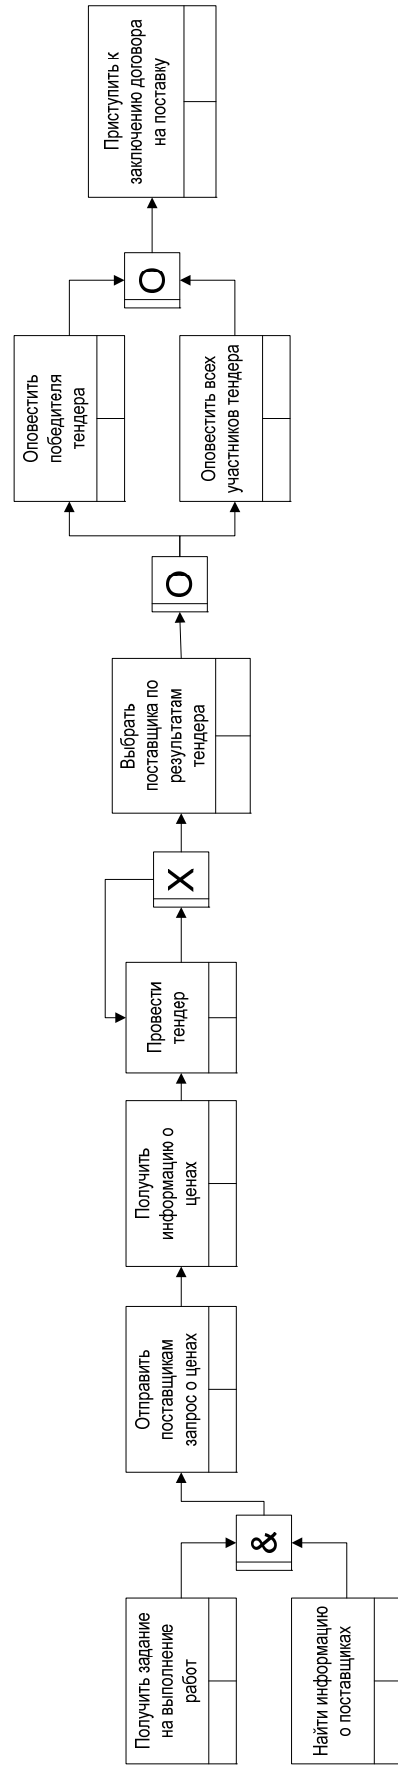 Получить задание
на выполнение
работ
Найти информацию
о поставщиках
&
Отправить
поставщикам
запрос о ценах
Получить
информацию о
ценах
Провести
тендер
X
Выбрать
поставщика по
результатам
тендера
O
Оповестить
победителя
тендера
Оповестить всех
участников тендера
O
Приступить к
заключению договора
на поставку